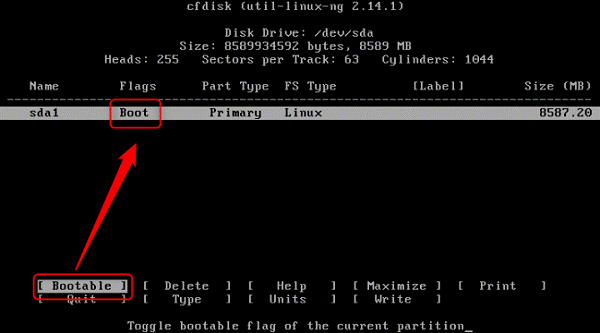 cfdisk (util-linux-ng 2.14.1)
Disk Drive: /dev/sda
Size: 8589934592 bytes, 8589 MB
Heads: 255 Sectors per Track: 63 Cylinders: 1044
Name Flags Part Type FS Type [Label] Size (MB)
sda1 Boot Primary Linux 8587.20
[ Bootable ] [ Delete ] [ Help ] [ Maximize ] [ Print ]
[ Quit ] [ Type ] [ Units ] [ Write ]
Toggle bootable flag of the current partition_